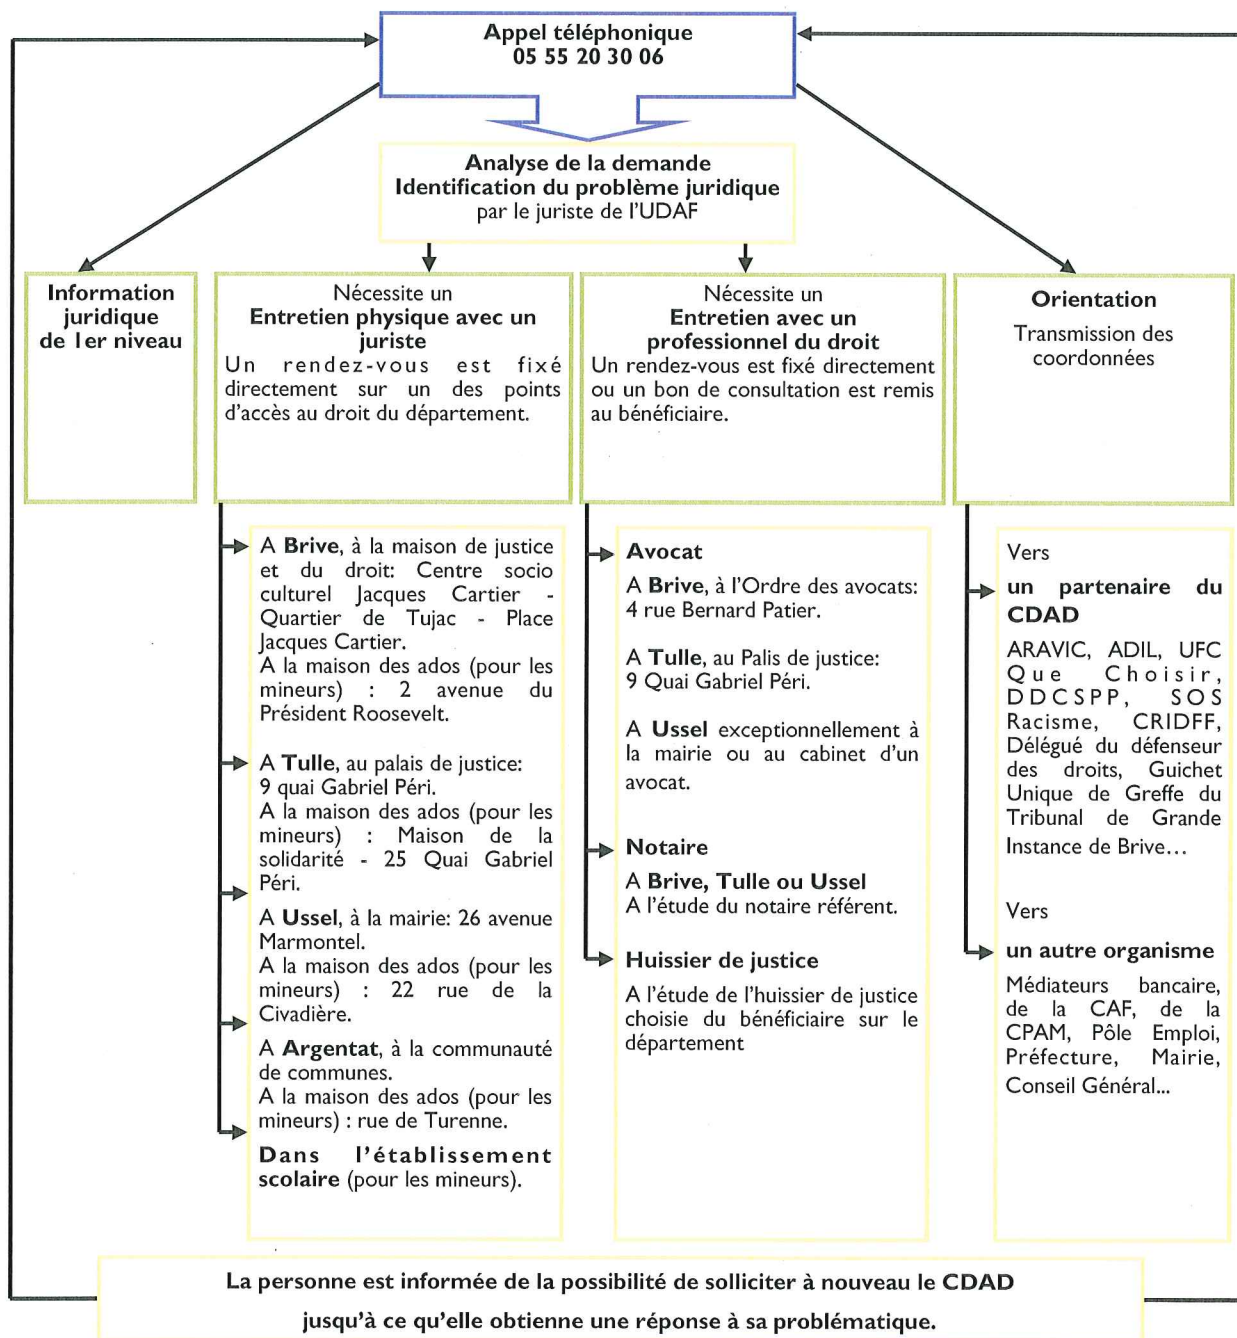 Appel téléphonique
05 55 20 30 06
Analyse de la demande
Identification du problème juridique
par le juriste de l'UDAF
Information
juridique
de 1er niveau
Nécessite un
Entretien physique avec un
juriste
Un rendez-vous est fixé
directement sur un des points
d'accès au droit du département.
Nécessite un
Entretien avec un
professionnel du droit
Un rendez-vous est fixé directement
ou un bon de consultation est remis
au bénéficiaire.
Orientation
Transmission des
coordonnées
A Brive, à la maison de justice
et du droit: Centre socio
culturel Jacques Cartier -
Quartier de Tujac - Place
Jacques Cartier.
A la maison des ados (pour les
mineurs) : 2 avenue du
Président Roosevelt.
A Tulle, au palais de justice:
9 quai Gabriel Péri.
A la maison des ados (pour les
mineurs) : Maison de la
solidarité - 25 Quai Gabriel
Péri.
A Ussel, à la mairie: 26 avenue
Marmontel.
A la maison des ados (pour les
mineurs) : 22 rue de la
Civadière.
A Argentat, à la communauté
de communes.
A la maison des ados (pour les
mineurs) : rue de Turenne.
Dans l'établissement
scolaire (pour les mineurs).
Avocat
A Brive, à l'Ordre des avocats:
4 rue Bernard Patier.
A Tulle, au Palis de justice:
9 Quai Gabriel Péri.
A Ussel exceptionnellement à
la mairie ou au cabinet d'un
avocat.
Notaire
A Brive, Tulle ou Ussel
A l'étude du notaire référent.
Huissier de justice
A l'étude de l'huissier de justice
choisie du bénéficiaire sur le
département
Vers
un partenaire du
CDAD
ARAVIC, ADIL, UFC
Que Choisir,
DDCSPP, SOS
Racisme, CRIDFF,
Délégué du défenseur
des droits, Guichet
Unique de Greffe du
Tribunal de Grande
Instance de Brive...
Vers
un autre organisme
Médiateurs bancaire,
de la CAF, de la
CPAM, Pôle Emploi,
Préfecture, Mairie,
Conseil Général...
La personne est informée de la possibilité de solliciter à nouveau le CDAD
jusqu'à ce qu'elle obtienne une réponse à sa problématique.